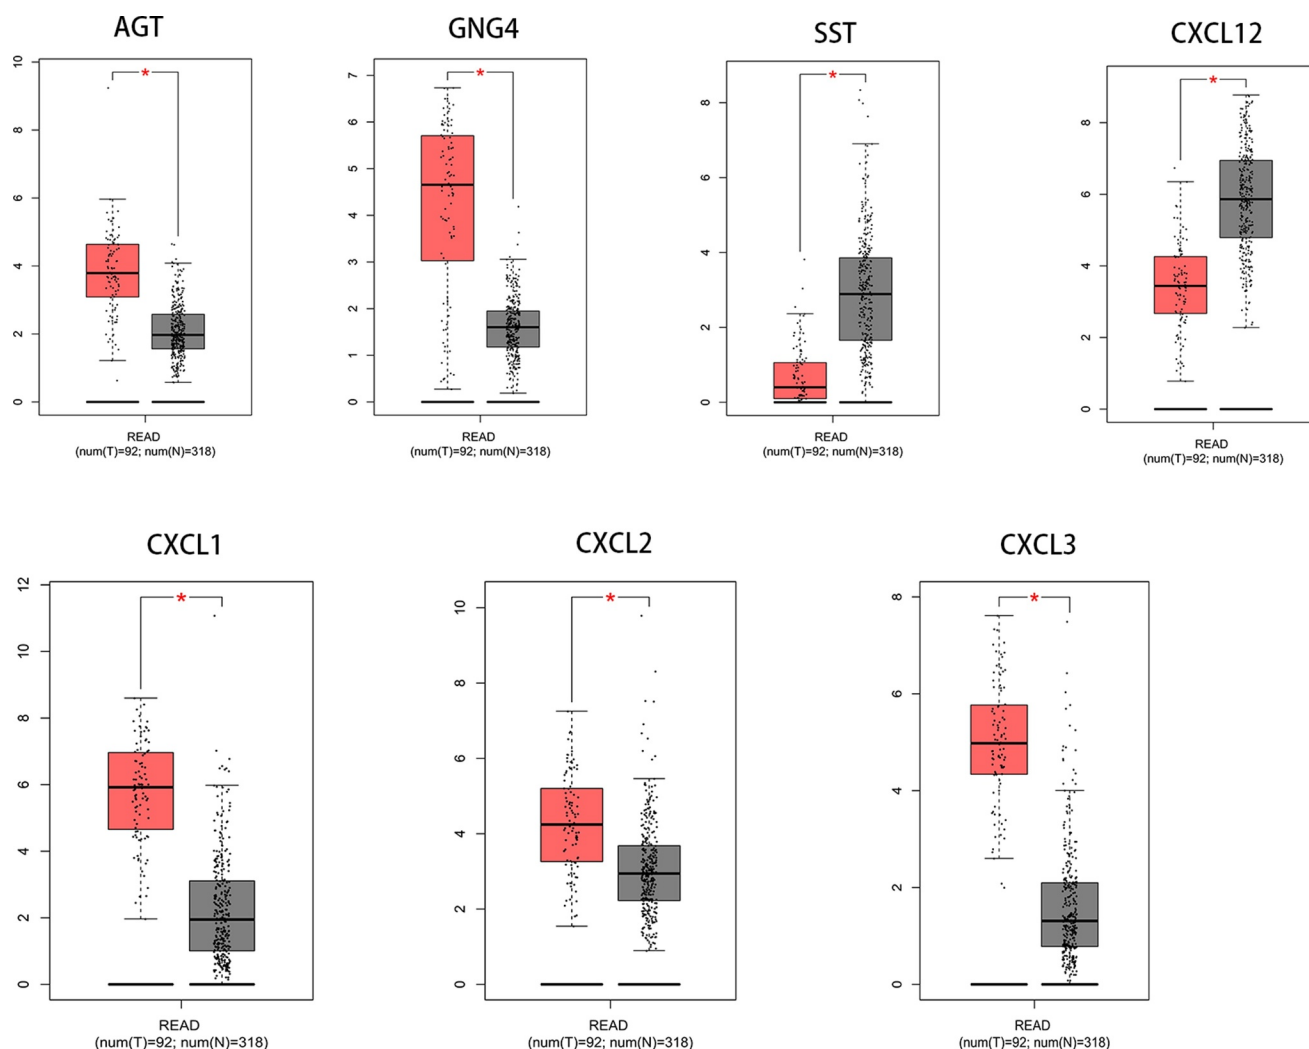 AGT
GNG4
SST
CXCL12
10
8
6
4
2
0
*
READ
(num(T)=92; num(N)=318)
7
6
5
4
3
2
1
0
*
READ
(num(T)=92; num(N)=318)
8
6
4
2
0
*
READ
(num(T)=92; num(N)=318)
8
6
4
2
0
*
READ
(num(T)=92; num(N)=318)
CXCL1
CXCL2
CXCL3
12
10
8
6
4
2
0
*
READ
(num(T)=92; num(N)=318)
10
8
6
4
2
0
*
READ
(num(T)=92; num(N)=318)
8
6
4
2
0
*
READ
(num(T)=92; num(N)=318)